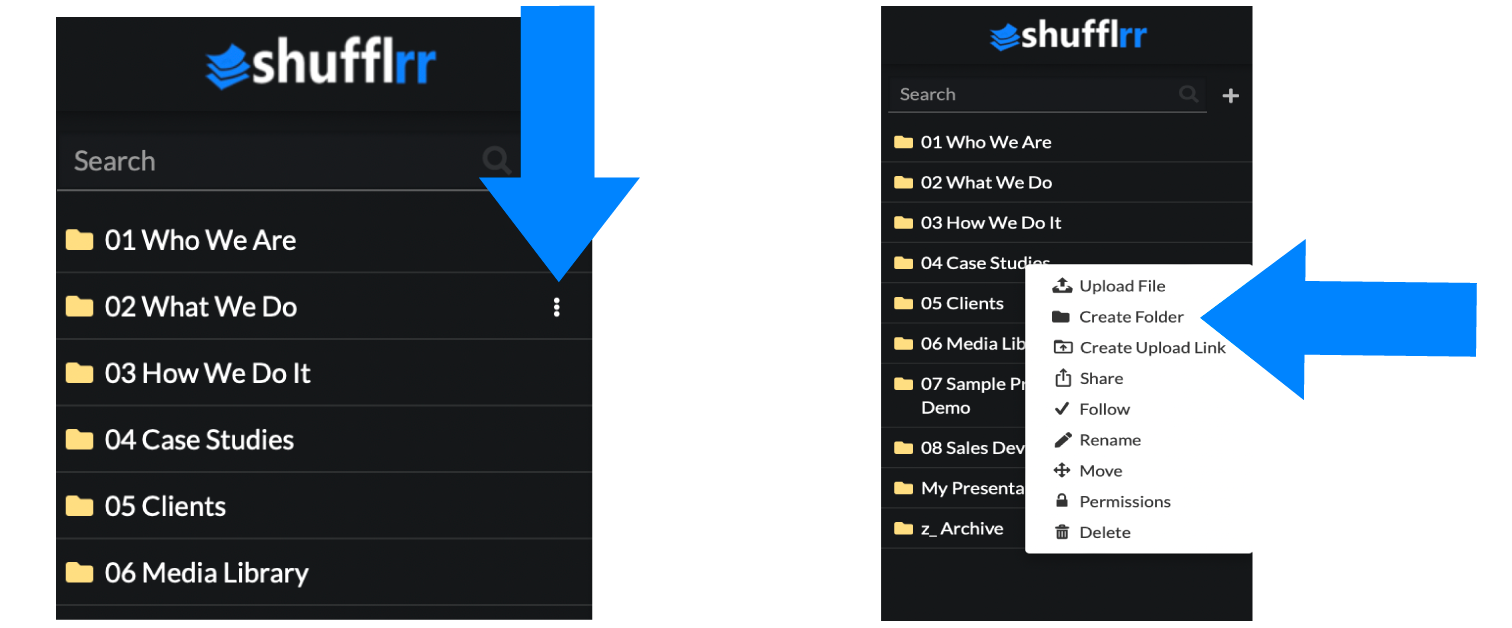 shufflrr
Search
01 Who We Are
02 What We Do
03 How We Do It
04 Case Studies
05 Clients
06 Media Library
shufflrr
Search
01 Who We Are
02 What We Do
03 How We Do It
04 Case Studies
05 Clients
06 Media Lib
07 Sample Pr
Demo
08 Sales Dev
My Presenta
z_ Archive
Upload File
Create Folder
Create Upload Link
Share
Follow
Rename
Move
Permissions
Delete